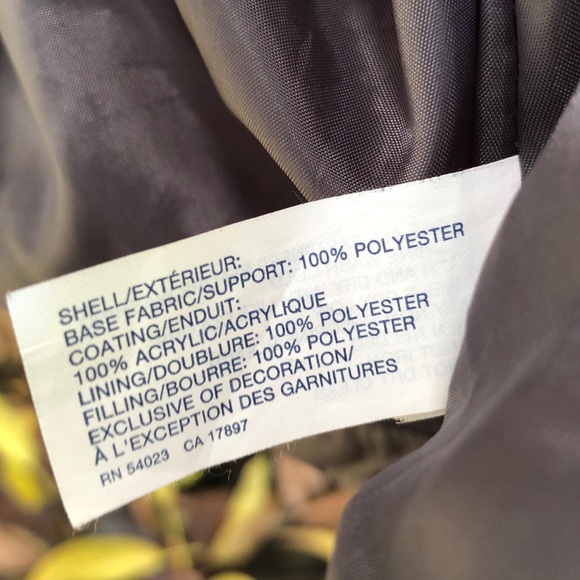 SHELL/EXTÉRIEUR:
BASE FABRIC/SUPPORT: 100% POLYESTER
COATING/ENDUIT:
100% ACRYLIC/ACRYLIQUE
LINING/DOUBLURE: 100% POLYESTER
FILLING/BOURRE: 100% POLYESTER
EXCLUSIVE OF DECORATION/
À L'EXCEPTION DES GARNITURES
RN 54023 CA 17897